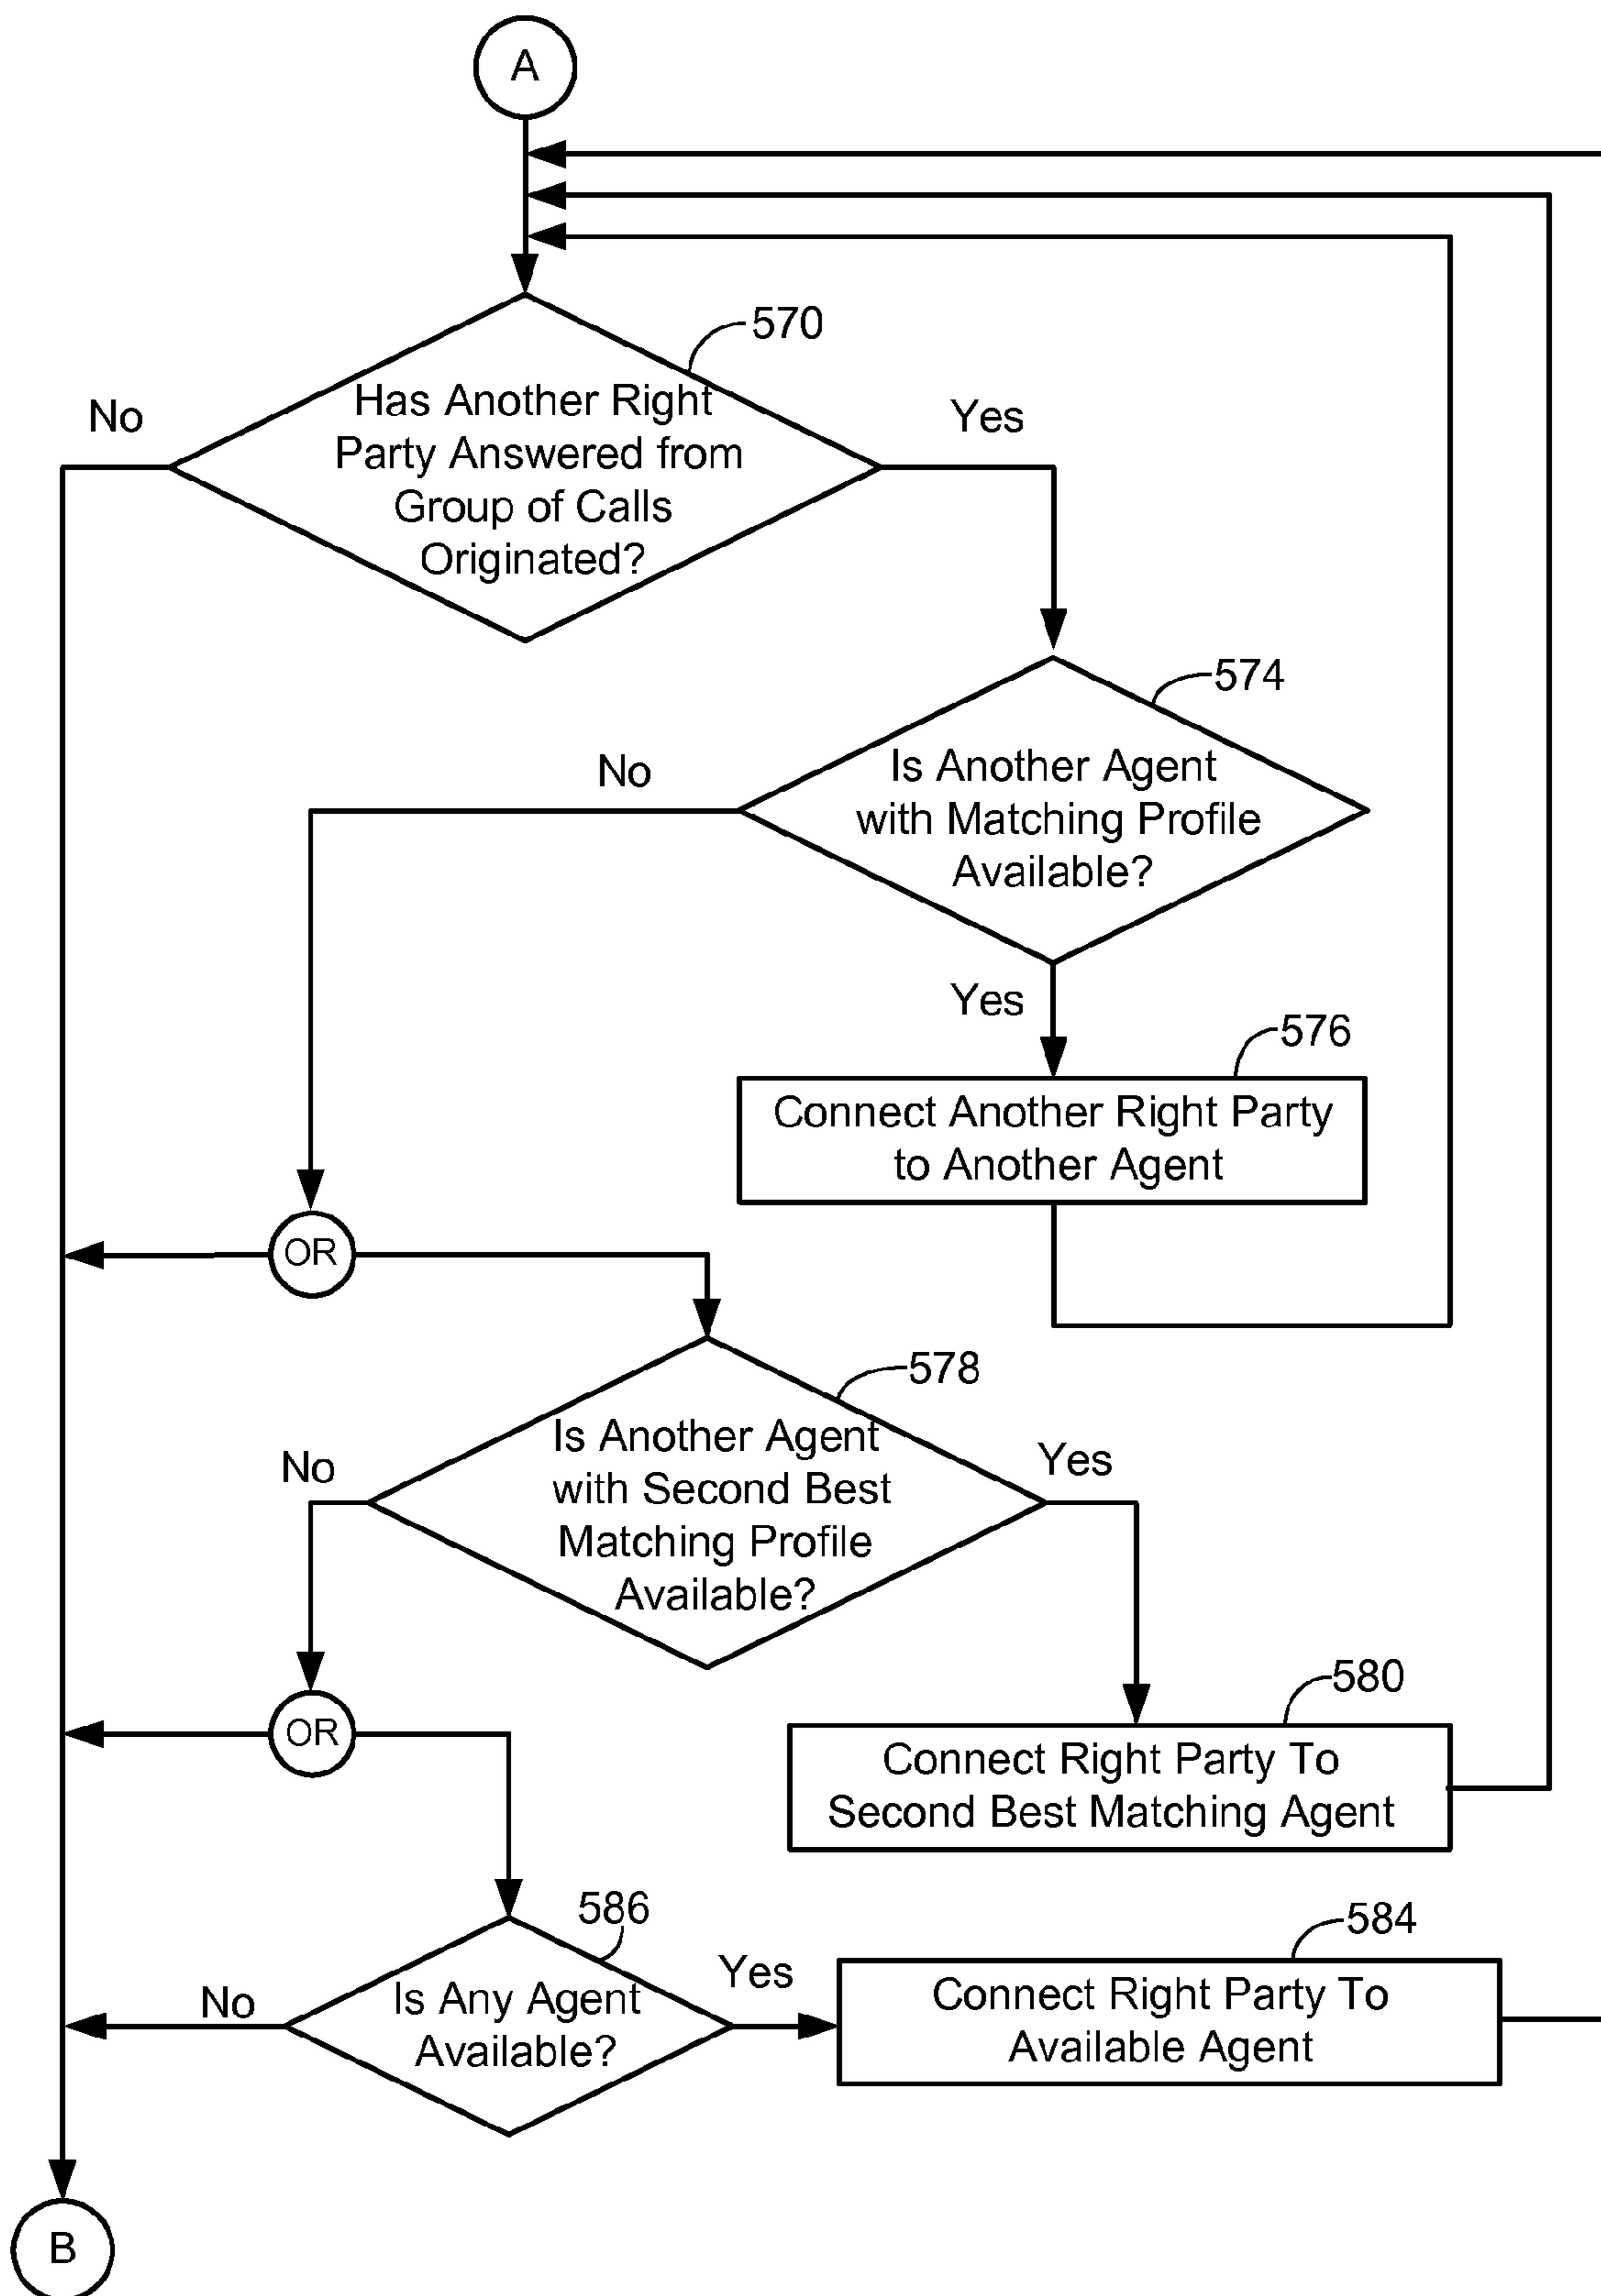 A
570
Has Another Right
Party Answered from
Group of Calls
Originated?
No
Yes
574
Is Another Agent
with Matching Profile
Available?
No
Yes
576
Connect Another Right Party
to Another Agent
OR
578
Is Another Agent
with Second Best
Matching Profile
Available?
No
Yes
580
Connect Right Party To
Second Best Matching Agent
OR
586
Is Any Agent
Available?
No
Yes
584
Connect Right Party To
Available Agent
B